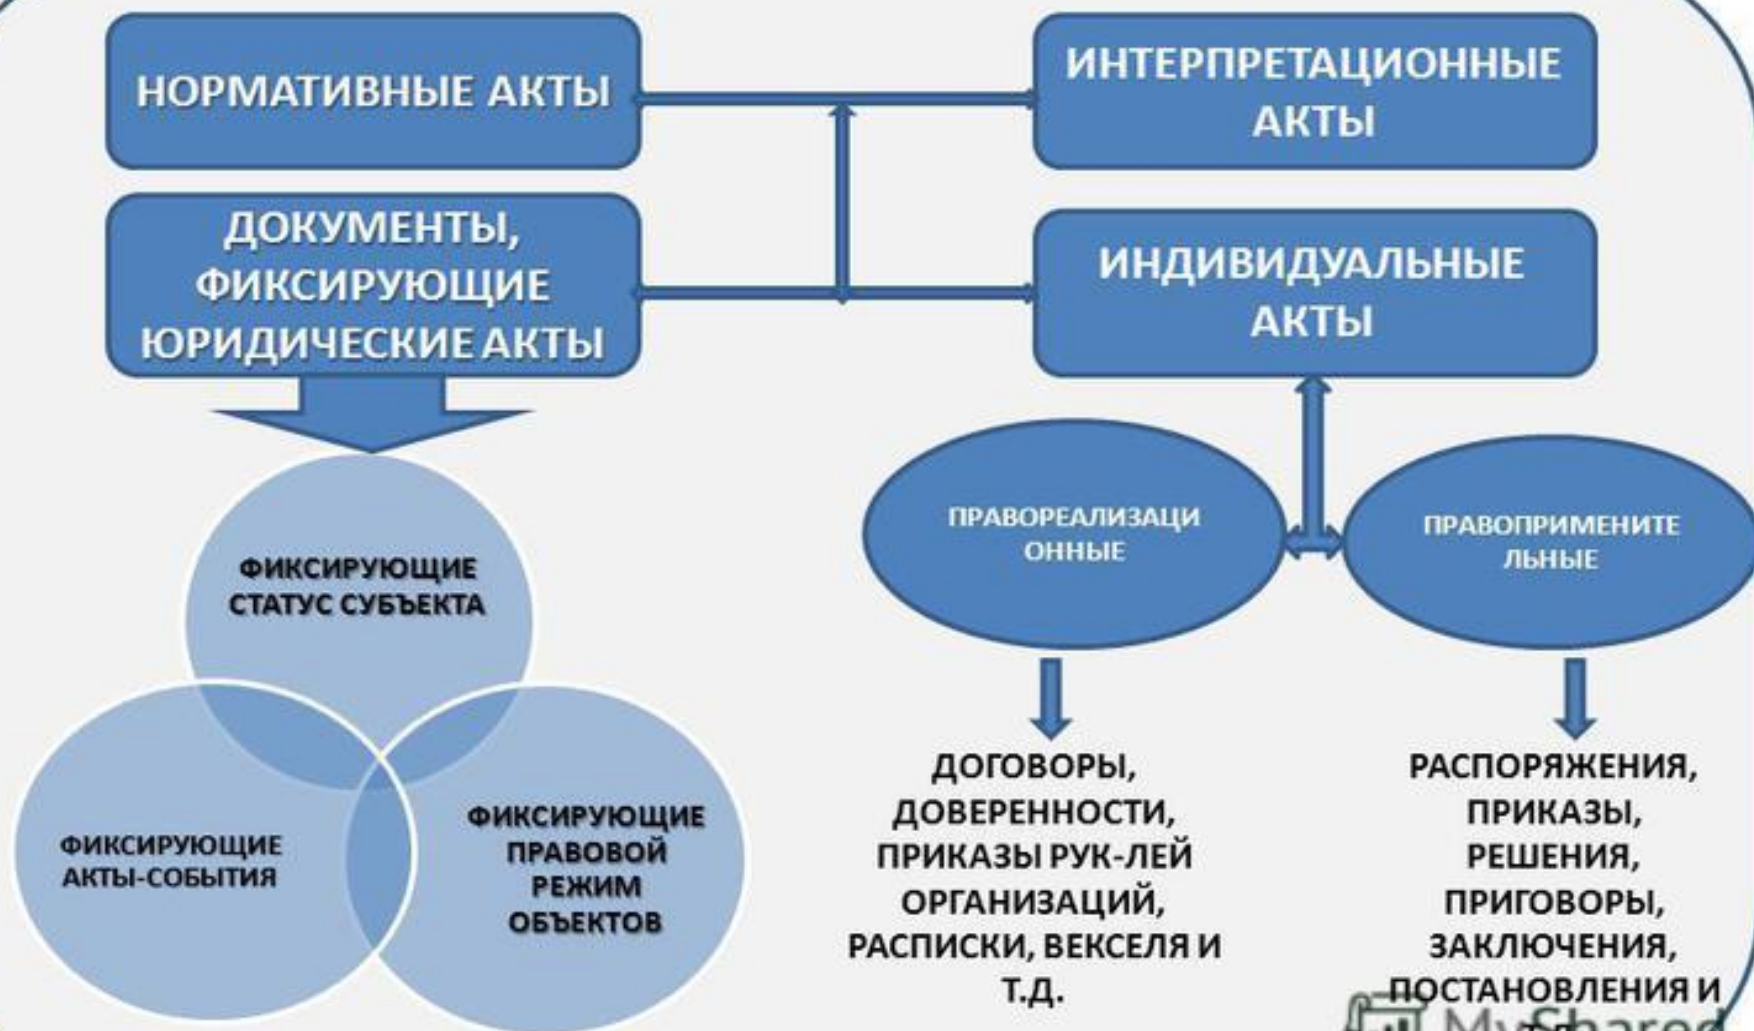 НОРМАТИВНЫЕ АКТЫ
ИНТЕРПРЕТАЦИОННЫЕ
АКТЫ
ДОКУМЕНТЫ,
ФИКСИРУЮЩИЕ
ЮРИДИЧЕСКИЕ АКТЫ
ИНДИВИДУАЛЬНЫЕ
АКТЫ
ФИКСИРУЮЩИЕ
СТАТУС СУБЪЕКТА
ФИКСИРУЮЩИЕ
АКТЫ-СОБЫТИЯ
ФИКСИРУЮЩИЕ
ПРАВОВОЙ
РЕЖИМ
ОБЪЕКТОВ
ПРАВОРЕАЛИЗАЦИ
ОННЫЕ
ПРАВОПРИМЕНИТЕ
ЛЬНЫЕ
ДОГОВОРЫ,
ДОВЕРЕННОСТИ,
ПРИКАЗЫ РУК-ЛЕЙ
ОРГАНИЗАЦИЙ,
РАСПИСКИ, ВЕКСЕЛЯ И
Т.Д.
РАСПОРЯЖЕНИЯ,
ПРИКАЗЫ,
РЕШЕНИЯ,
ПРИГОВОРЫ,
ЗАКЛЮЧЕНИЯ,
ПОСТАНОВЛЕНИЯ И
MyShared